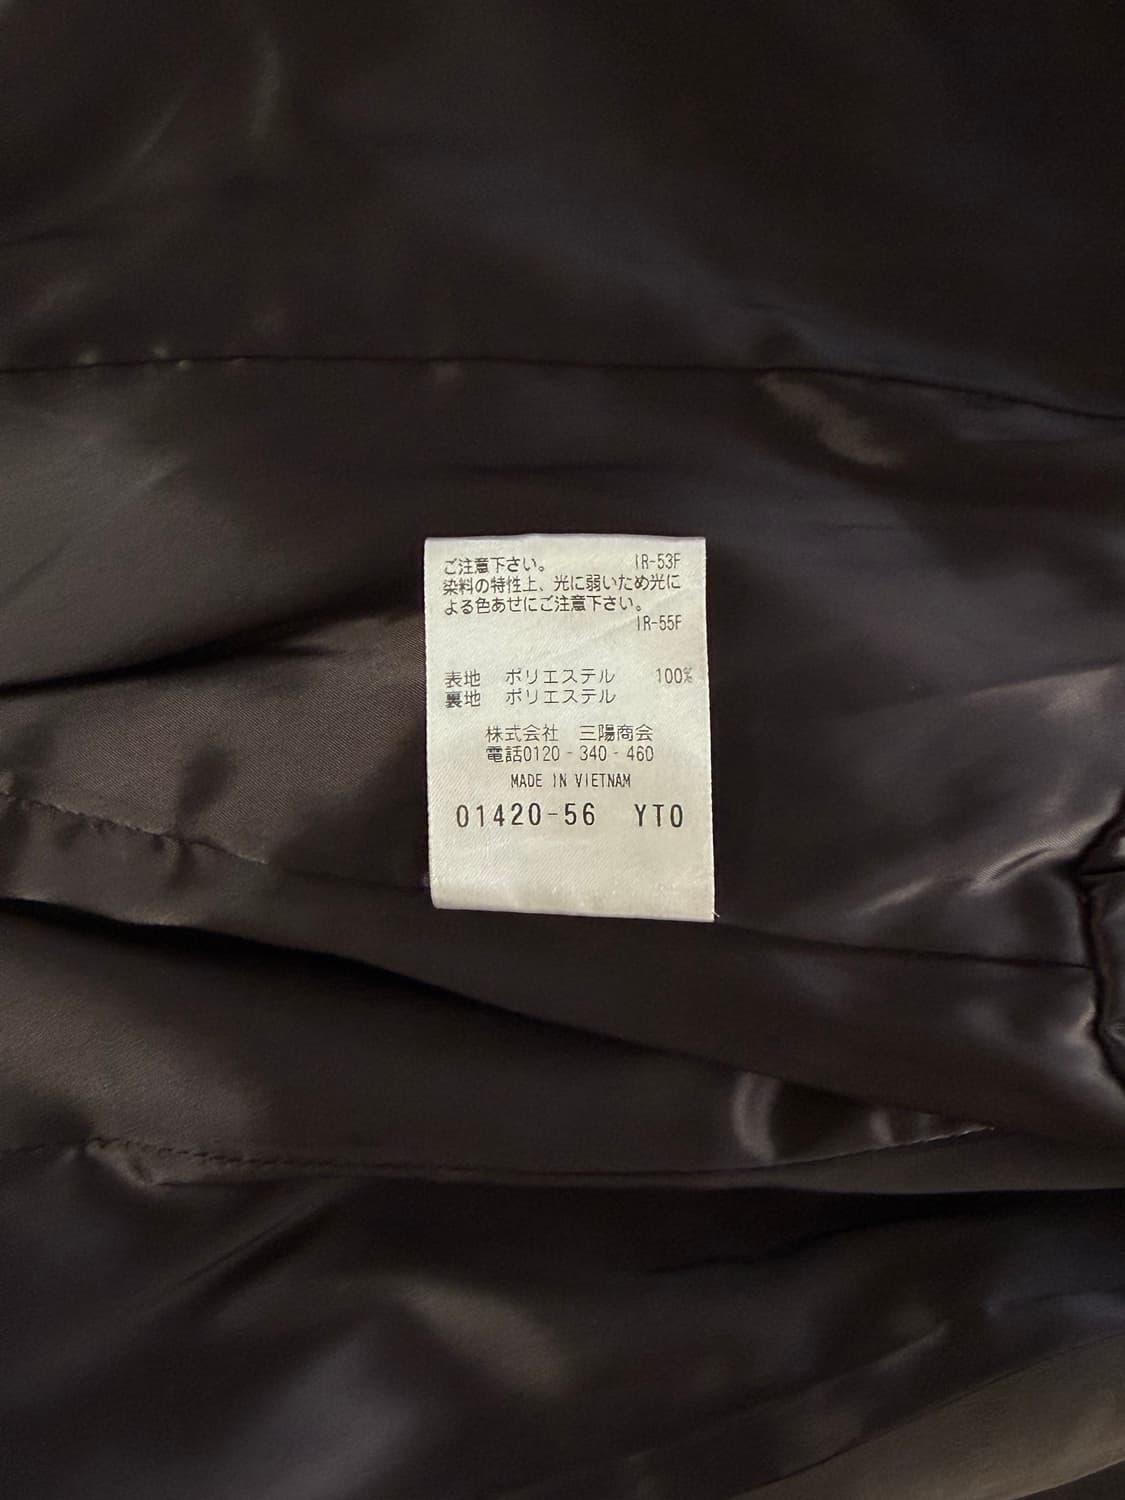 ご注意下さい。 IR-53F
染料の特性上、光に弱いため光に
よる色あせにご注意下さい。
IR-55F
表地 ポリエステル 100%
裏地 ポリエステル
株式会社 三陽商会
電話0120-340-460
MADE IN VIETNAM
01420-56 YTO